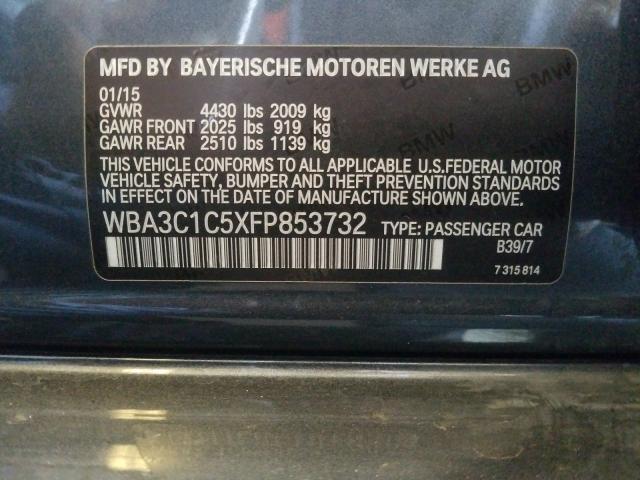 MFD BY BAYERISCHE MOTOREN WERKE AG
01/15
GVWR 4430 lbs 2009 kg
GAWR FRONT 2025 lbs 919 kg
GAWR REAR 2510 lbs 1139 kg
THIS VEHICLE CONFORMS TO ALL APPLICABLE U.S.FEDERAL MOTOR
VEHICLE SAFETY, BUMPER AND THEFT PREVENTION STANDARDS
IN EFFECT ON THE DATE OF MANUFACTURE SHOWN ABOVE.
WBA3C1C5XFP853732 TYPE: PASSENGER CAR
B39/7
7 315 814
BMW
BMW